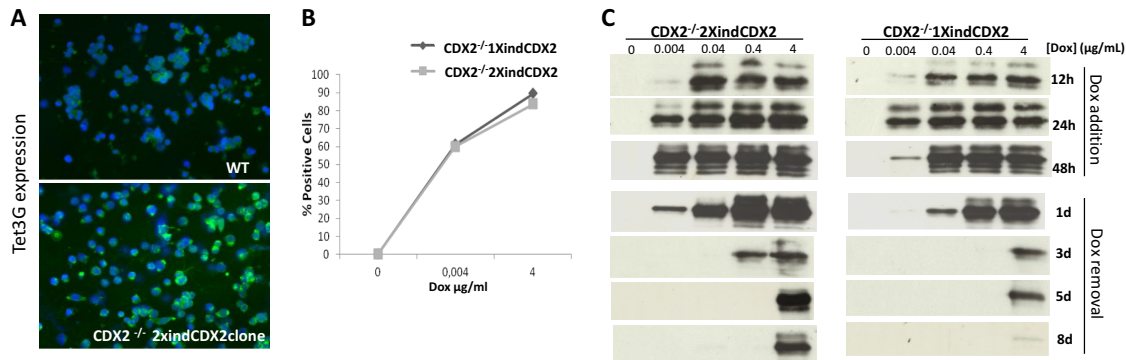 A
Tet3G expression
WT
CDX2 -/- 2xindCDX2clone
B
CDX2-/-1XindCDX2
CDX2-/-2XindCDX2
% Positive Cells
100
90
80
70
60
50
40
30
20
10
0
0 0,004 4
Dox µg/ml
C
CDX2-/-2XindCDX2 CDX2-/-1XindCDX2
0 0.004 0.04 0.4 4 0 0.004 0.04 0.4 4 [Dox] (µg/mL)
12h
24h
48h
Dox addition
1d
3d
5d
8d
Dox removal